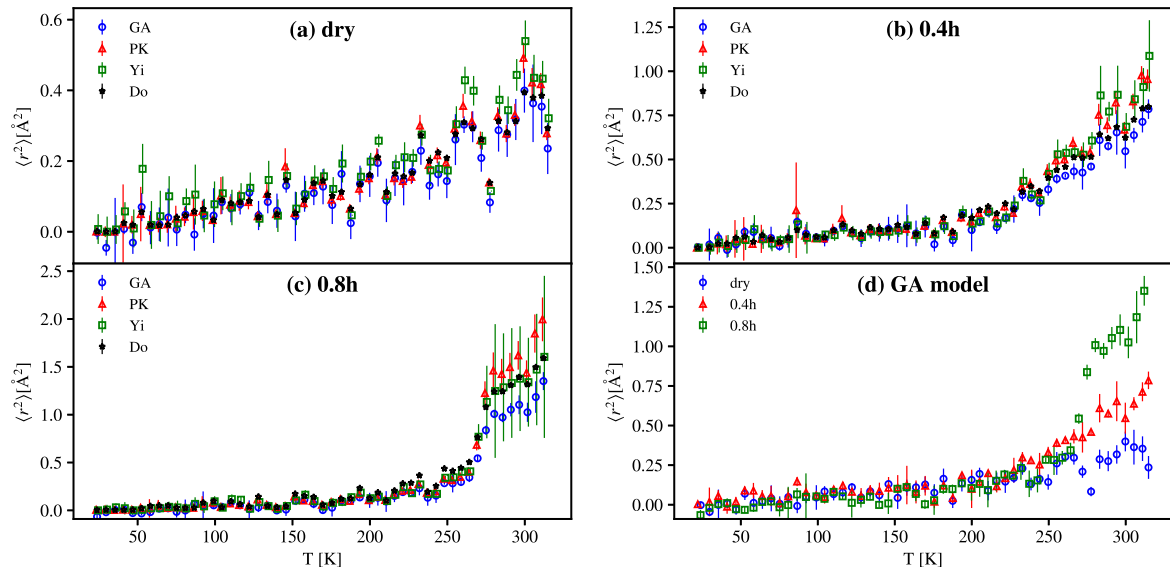 (a) dry
GA
PK
Yi
Do
0.6
0.4
0.2
0.0
⟨r²⟩[Å²]
(b) 0.4h
GA
PK
Yi
Do
1.25
1.00
0.75
0.50
0.25
0.00
⟨r²⟩[Å²]
(c) 0.8h
GA
PK
Yi
Do
2.5
2.0
1.5
1.0
0.5
0.0
⟨r²⟩[Å²]
50 100 150 200 250 300
T [K]
(d) GA model
dry
0.4h
0.8h
1.50
1.25
1.00
0.75
0.50
0.25
0.00
⟨r²⟩[Å²]
50 100 150 200 250 300
T [K]